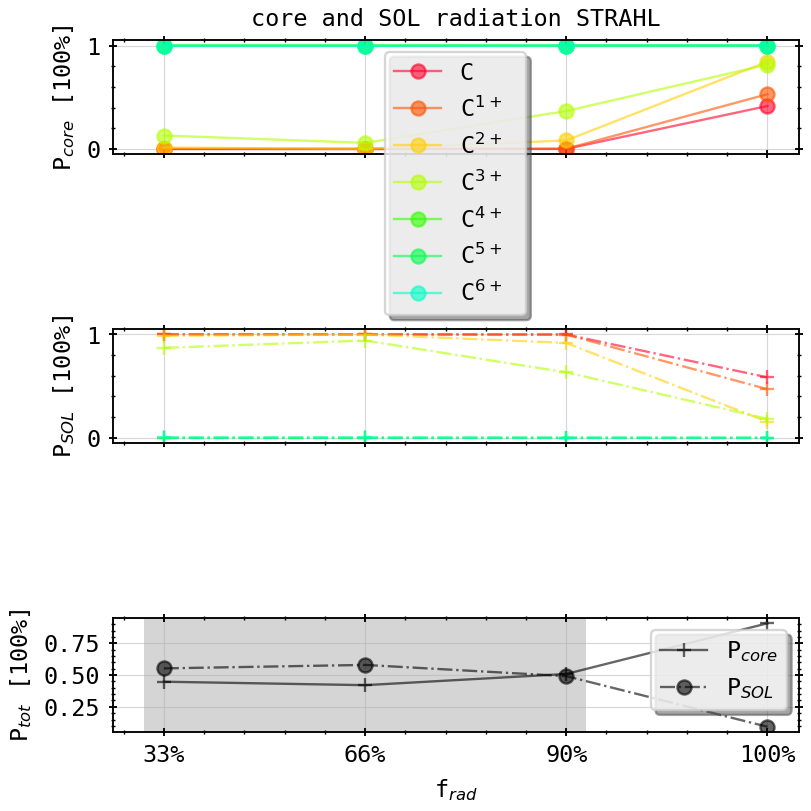 core and SOL radiation STRAHL
P_core [100%]
1
0
C
C^1+
C^2+
C^3+
C^4+
C^5+
C^6+
P_SOL [100%]
1
0
P_tot [100%]
0.75
0.50
0.25
P_core
P_SOL
33% 66% 90% 100%
f_rad